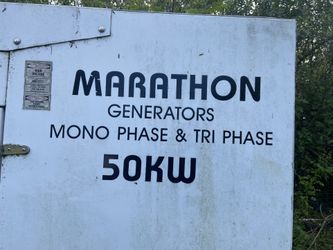 MARATHON
GENERATORS
MONO PHASE & TRI PHASE
50KW